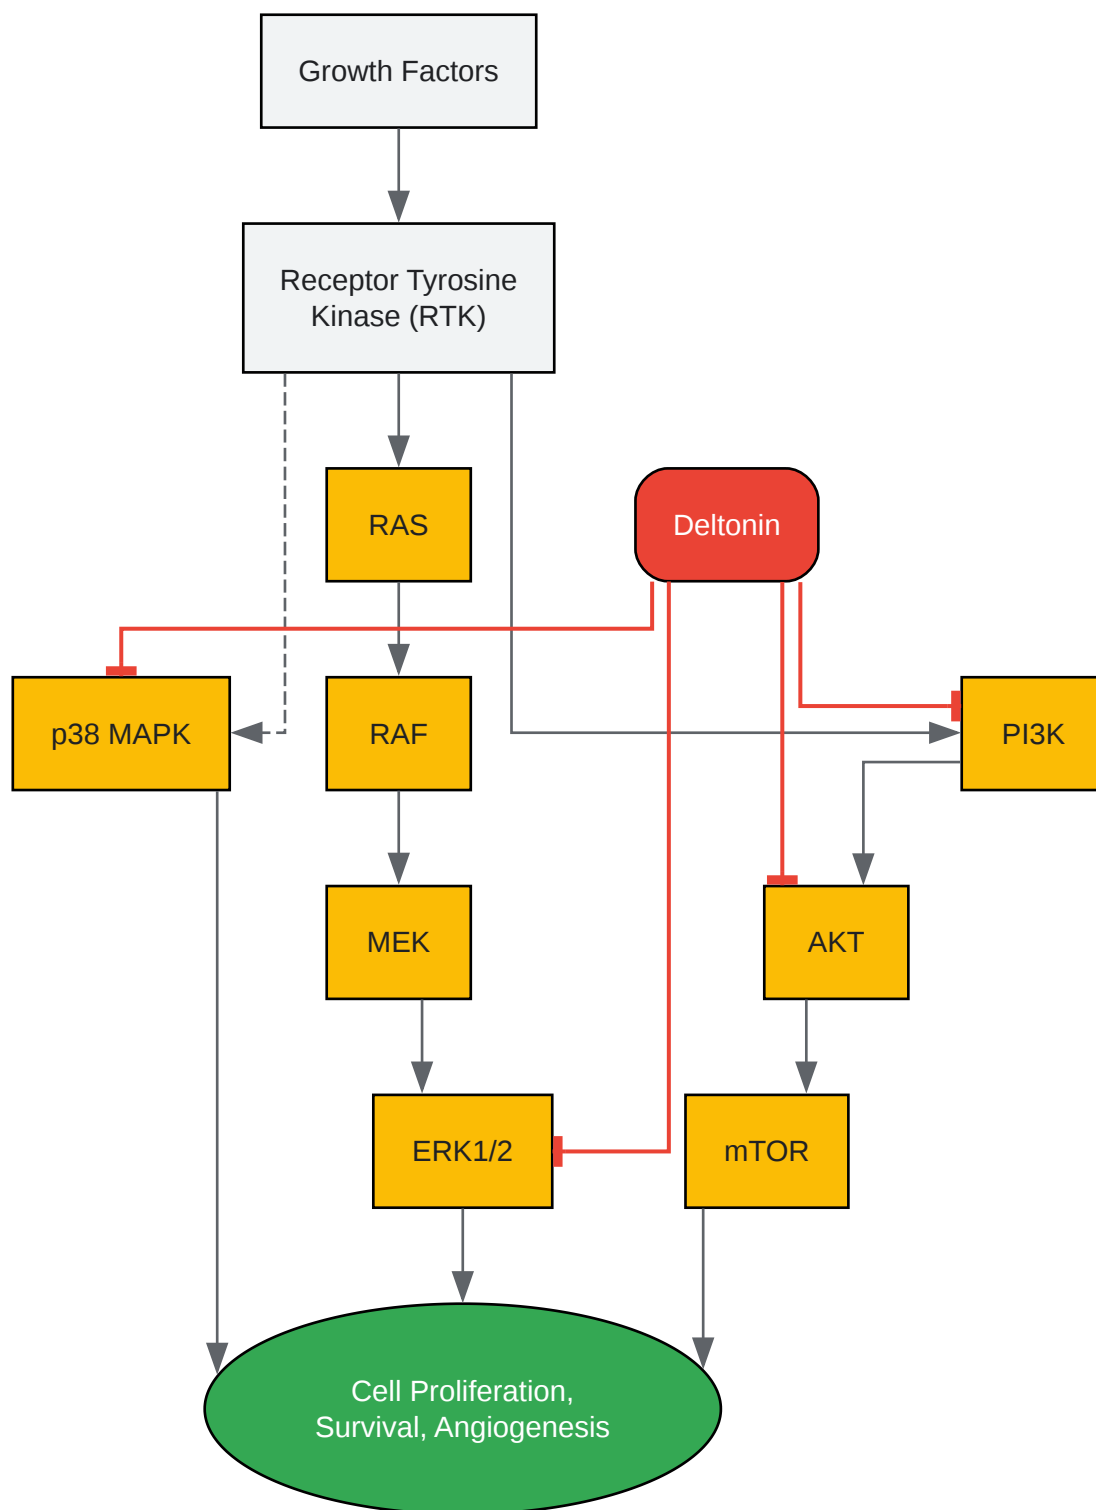 Growth Factors
Receptor Tyrosine
Kinase (RTK)
RAS
Deltonin
p38 MAPK
RAF
PI3K
MEK
AKT
ERK1/2
mTOR
Cell Proliferation,
Survival, Angiogenesis